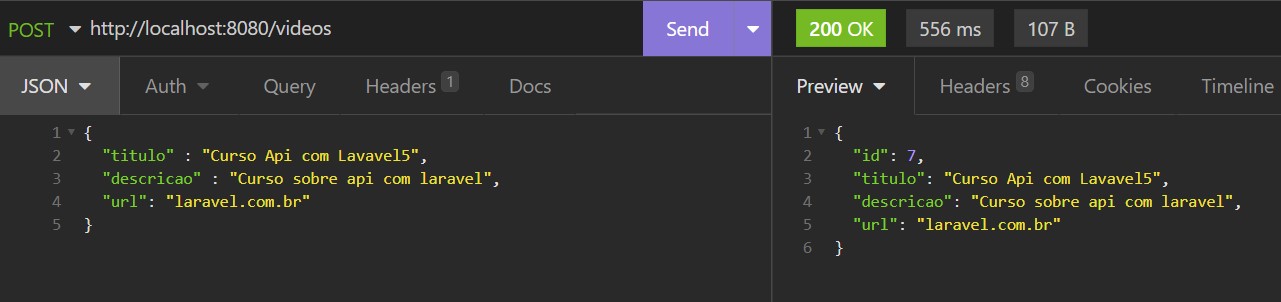 POST http://localhost:8080/videos Send 200 OK 556 ms 107 B
JSON Auth Query Headers 1 Docs Preview Headers 8 Cookies Timeline
1 {
2 "titulo" : "Curso Api com Lavavel5",
3 "descricao" : "Curso sobre api com laravel",
4 "url": "laravel.com.br"
5 }
1 {
2 "id": 7,
3 "titulo": "Curso Api com Lavavel5",
4 "descricao": "Curso sobre api com laravel",
5 "url": "laravel.com.br"
6 }